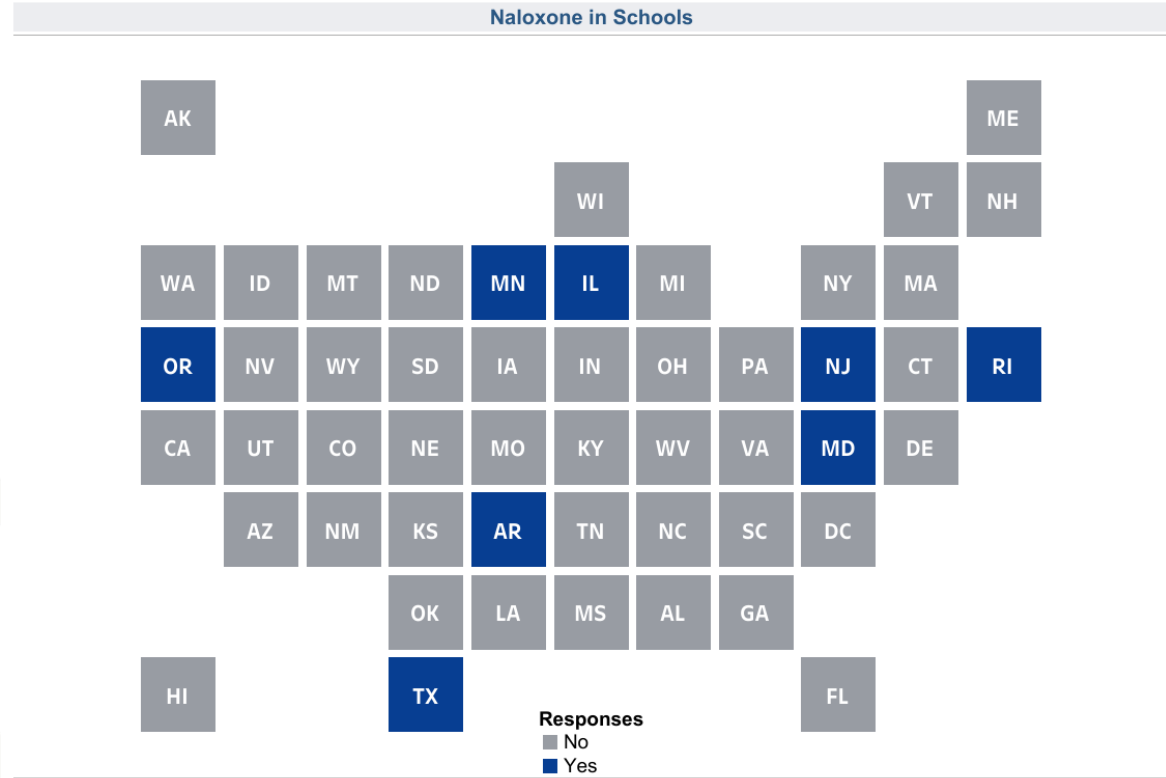 Naloxone in Schools
AK ME
WI VT NH
WA ID MT ND MN IL MI NY MA
OR NV WY SD IA IN OH PA NJ CT RI
CA UT CO NE MO KY WV VA MD DE
AZ NM KS AR TN NC SC DC
OK LA MS AL GA
HI TX FL
Responses
No
Yes